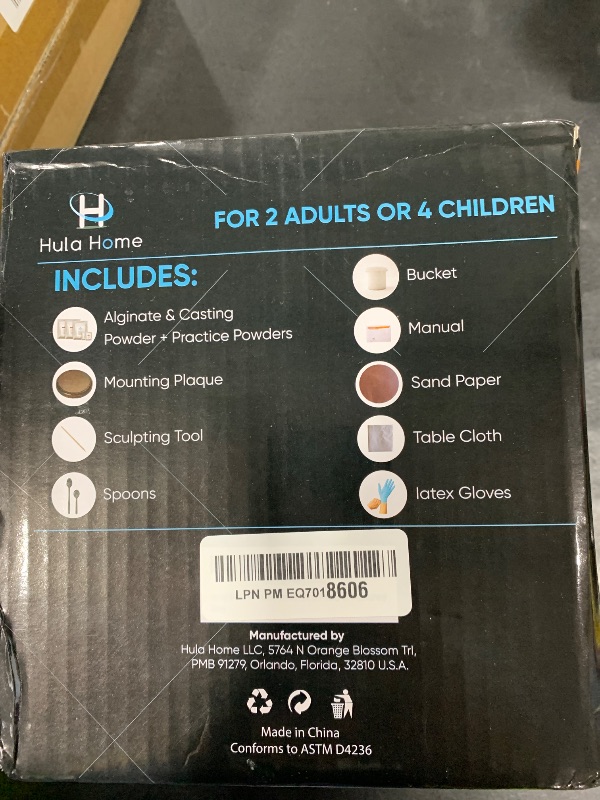 Hula Home
FOR 2 ADULTS OR 4 CHILDREN
INCLUDES:
Alginate & Casting
Powder + Practice Powders
Mounting Plaque
Sculpting Tool
Spoons
Bucket
Manual
Sand Paper
Table Cloth
latex Gloves
LPN PM EQ7018606
Manufactured by
Hula Home LLC, 5764 N Orange Blossom Trl,
PMB 91279, Orlando, Florida, 32810 U.S.A.
Made in China
Conforms to ASTM D4236